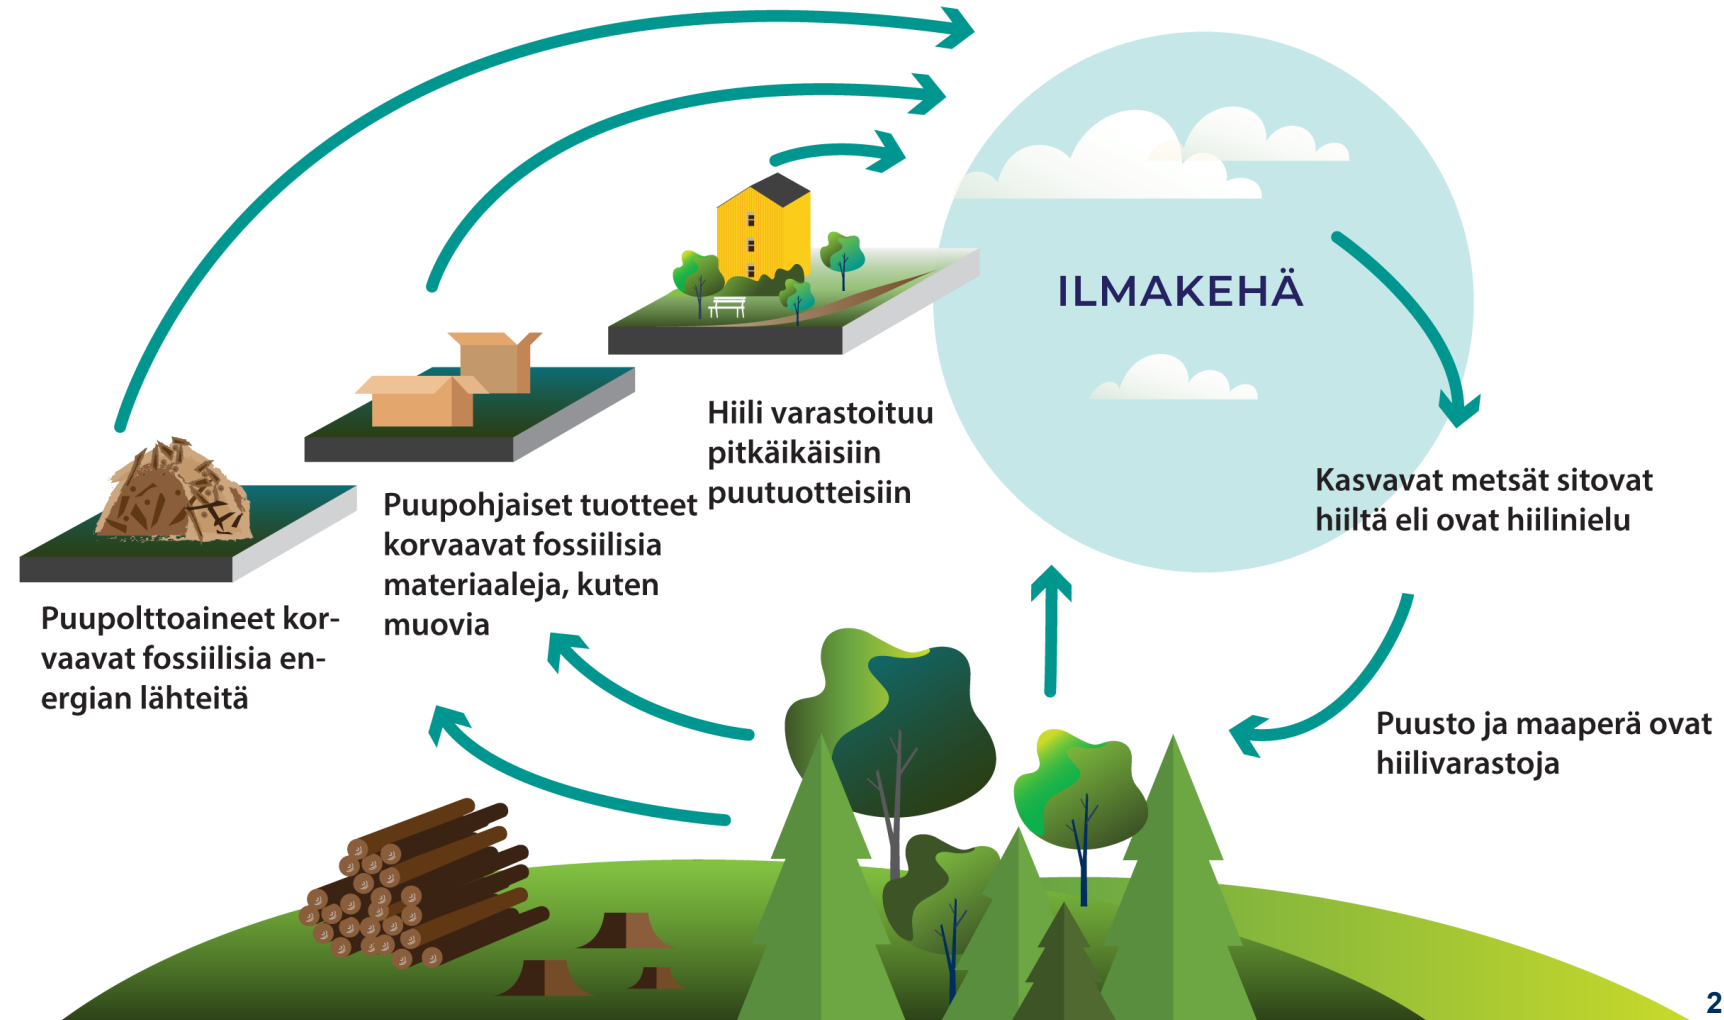 ILMAKEHÄ
Hiili varastoituu
pitkäikäisiin
puutuotteisiin
Kasvavat metsät sitovat
hiiltä eli ovat hiilinielu
Puupohjaiset tuotteet
korvaavat fossiilisia
materiaaleja, kuten
muovia
Puupolttoaineet kor-
vaavat fossiilisia en-
ergian lähteitä
Puusto ja maaperä ovat
hiilivarastoja
2